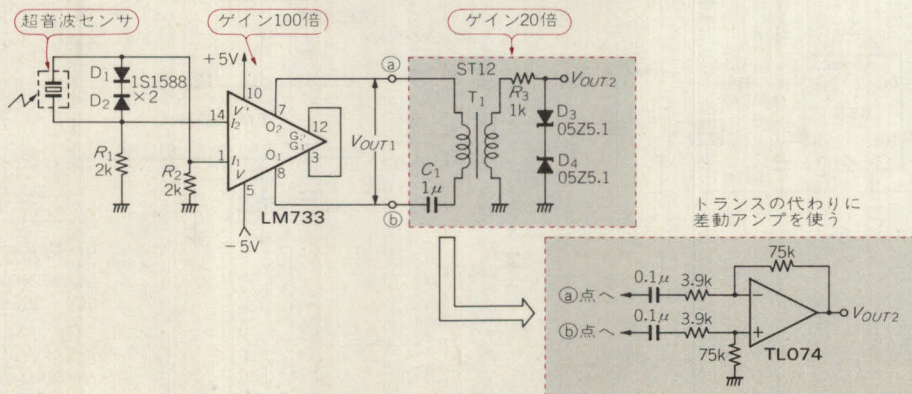 超音波センサ
ゲイン100倍
ゲイン20倍
+5V
D₁
1S1588
×2
D₂
R₁
2k
R₂
2k
14
1
10
V⁺
I₂
I₁
V⁻
5
7
O₂
O₁
8
G₂
G₁
12
3
LM733
−5V
ⓐ
VOUT1
ⓑ
C₁
1μ
ST12
T₁
R₃
1k
VOUT2
D₃
05Z5.1
D₄
05Z5.1
トランスの代わりに
差動アンプを使う
75k
0.1μ
3.9k
ⓐ点へ
0.1μ
3.9k
ⓑ点へ
75k
−
+
VOUT2
TL074